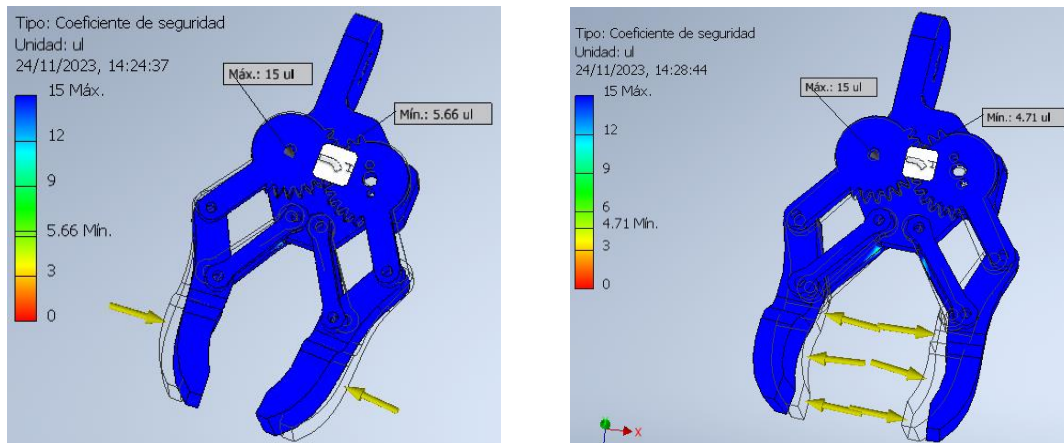 Tipo: Coeficiente de seguridad
Unidad: ul
24/11/2023, 14:24:37
Máx.: 15 ul
15 Máx.
Mín.: 5.66 ul
12
9
5.66 Mín.
3
0
Tipo: Coeficiente de seguridad
Unidad: ul
24/11/2023, 14:28:44
Máx.: 15 ul
15 Máx.
Mín.: 4.71 ul
12
9
6
4.71 Mín.
3
0
X